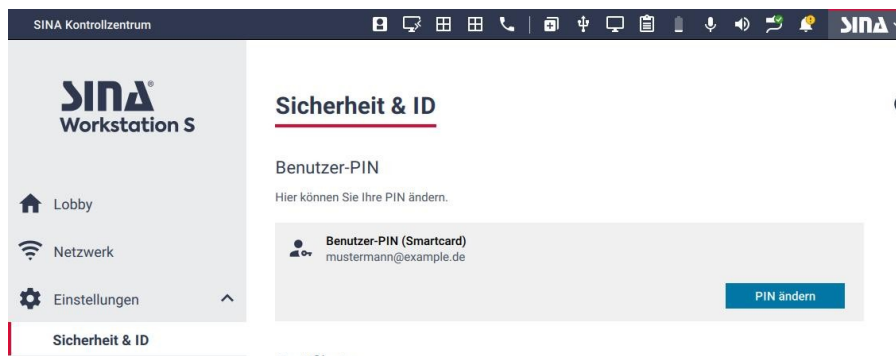 SINA Kontrollzentrum
SINA
SINA
Workstation S
Sicherheit & ID
Benutzer-PIN
Hier können Sie Ihre PIN ändern.
Lobby
Benutzer-PIN (Smartcard)
mustermann@example.de
Netzwerk
PIN ändern
Einstellungen
Sicherheit & ID